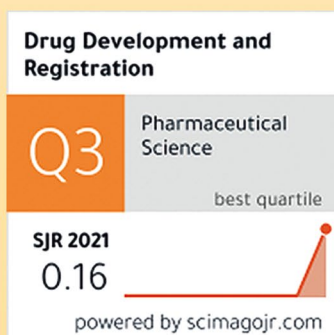 Drug Development and
Registration
Q3
Pharmaceutical
Science
best quartile
SJR 2021
0.16
powered by scimagojr.com